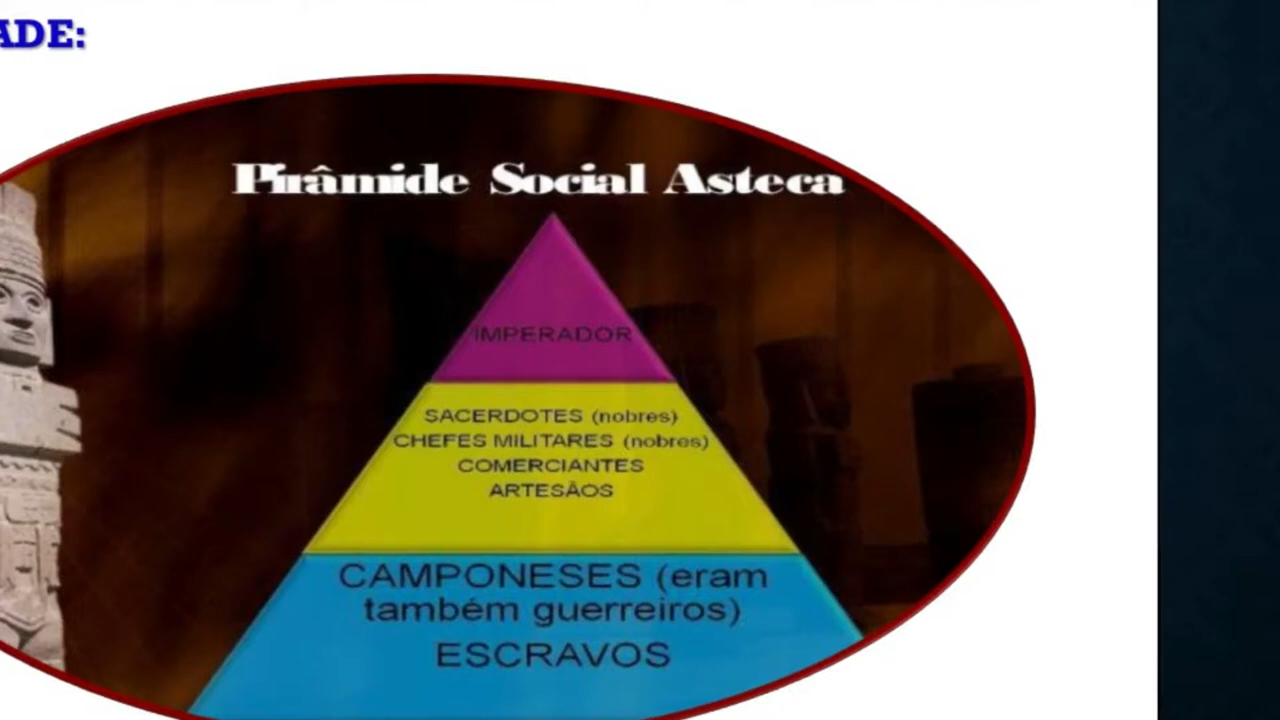 ADE:
Pirâmide Social Asteca
IMPERADOR
SACERDOTES (nobres)
CHEFES MILITARES (nobres)
COMERCIANTES
ARTESÃOS
CAMPONESES (eram
também guerreiros)
ESCRAVOS